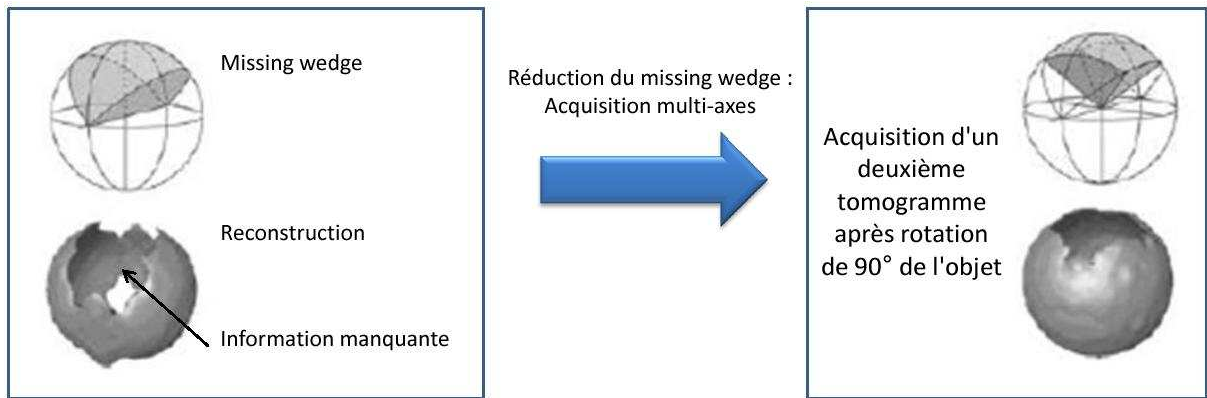 Missing wedge
Reconstruction
Information manquante
Réduction du missing wedge :
Acquisition multi-axes
Acquisition d'un
deuxième
tomogramme
après rotation
de 90° de l'objet